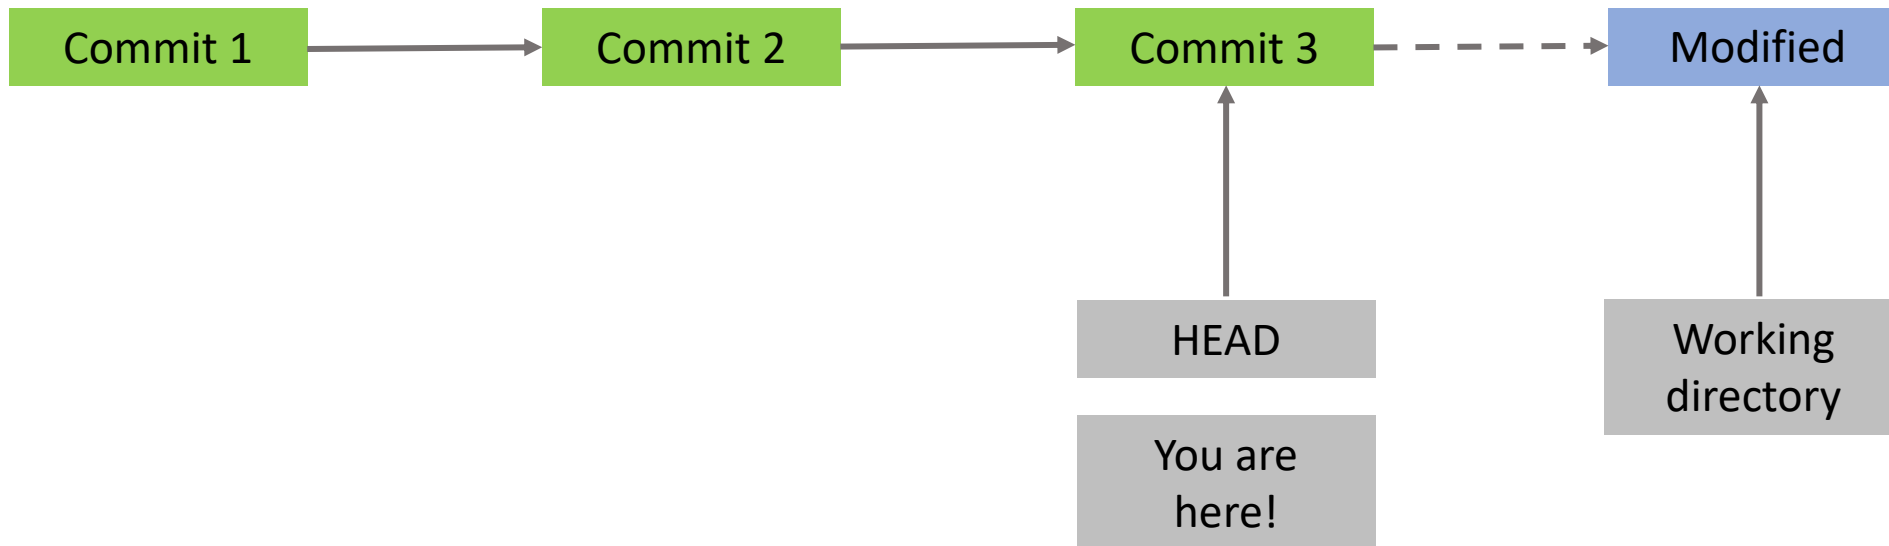 Commit 1
Commit 2
Commit 3
Modified
HEAD
Working
directory
You are
here!